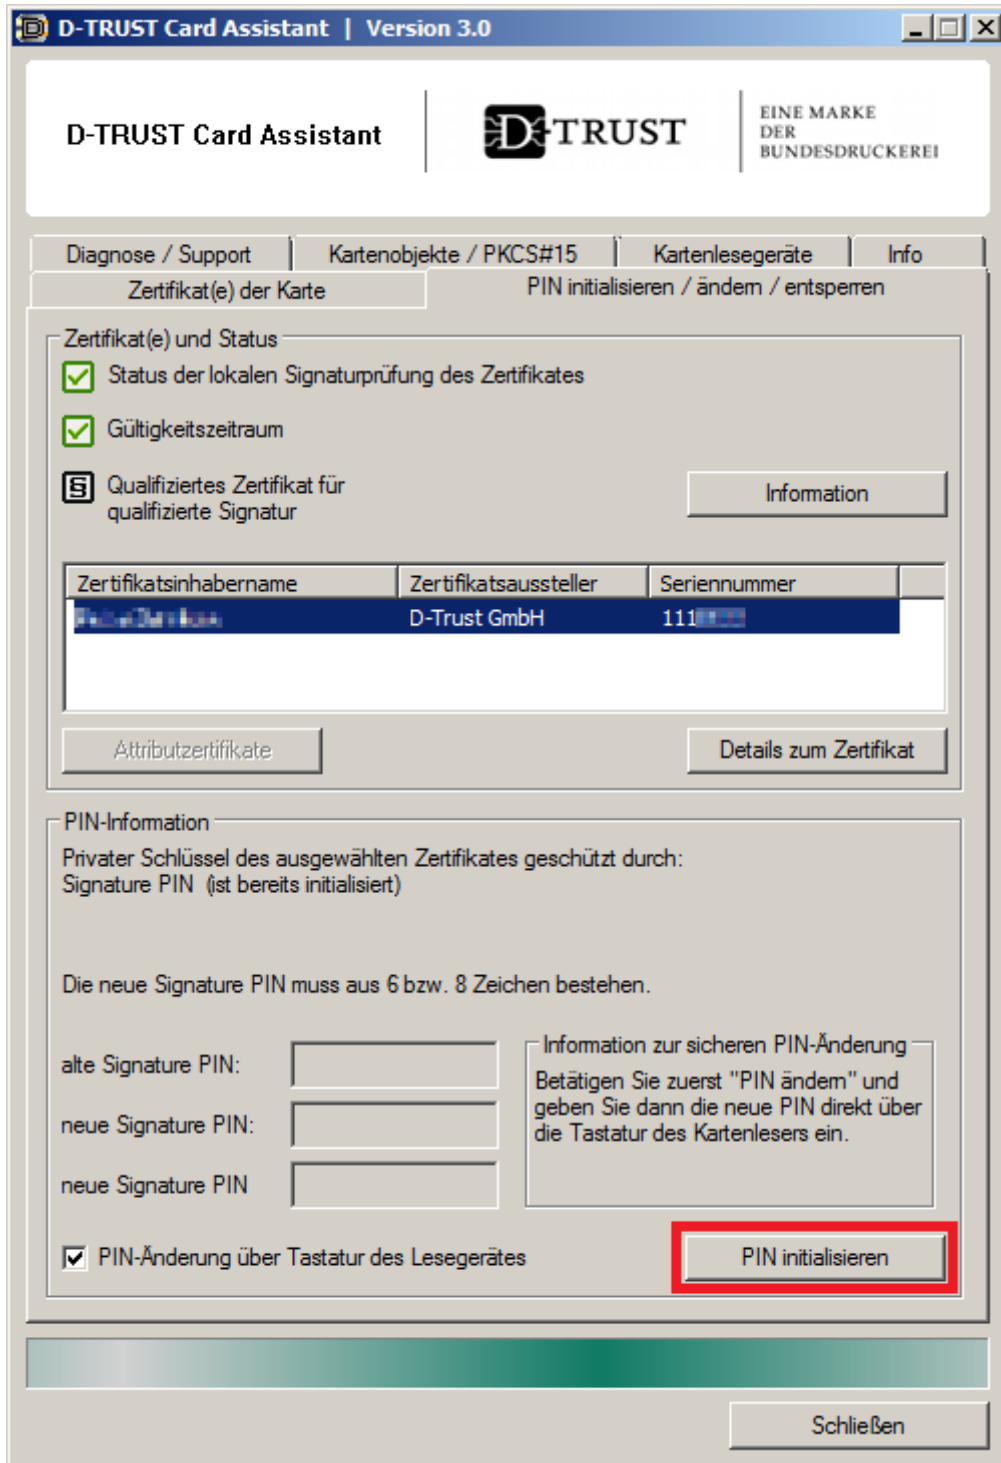 D-TRUST Card Assistant | Version 3.0
D-TRUST Card Assistant
D-TRUST
EINE MARKE
DER
BUNDESDRUCKEREI
Diagnose / Support
Kartenobjekte / PKCS#15
Kartenlesegeräte
Info
Zertifikat(e) der Karte
PIN initialisieren / ändern / entsperren
Zertifikat(e) und Status
Status der lokalen Signaturprüfung des Zertifikates
Gültigkeitszeitraum
§ Qualifiziertes Zertifikat für
qualifizierte Signatur
Information
Zertifikatsinhabername
Zertifikatsaussteller
Seriennummer
D-Trust GmbH
111
Attributzertifikate
Details zum Zertifikat
PIN-Information
Privater Schlüssel des ausgewählten Zertifikates geschützt durch:
Signature PIN (ist bereits initialisiert)
Die neue Signature PIN muss aus 6 bzw. 8 Zeichen bestehen.
alte Signature PIN:
neue Signature PIN:
neue Signature PIN
Information zur sicheren PIN-Änderung
Betätigen Sie zuerst "PIN ändern" und
geben Sie dann die neue PIN direkt über
die Tastatur des Kartenlesers ein.
PIN-Änderung über Tastatur des Lesegerätes
PIN initialisieren
Schließen